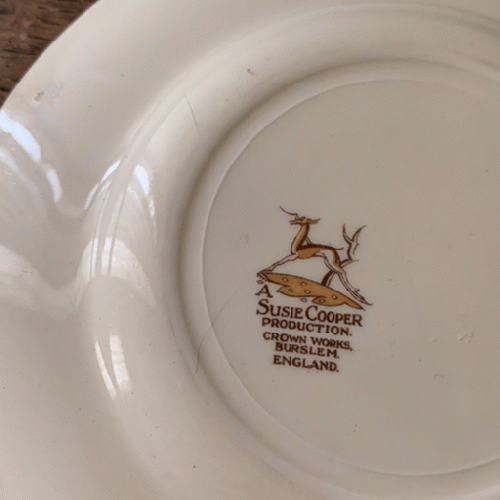 A
SUSIE COOPER
PRODUCTION.
CROWN WORKS,
BURSLEM,
ENGLAND.